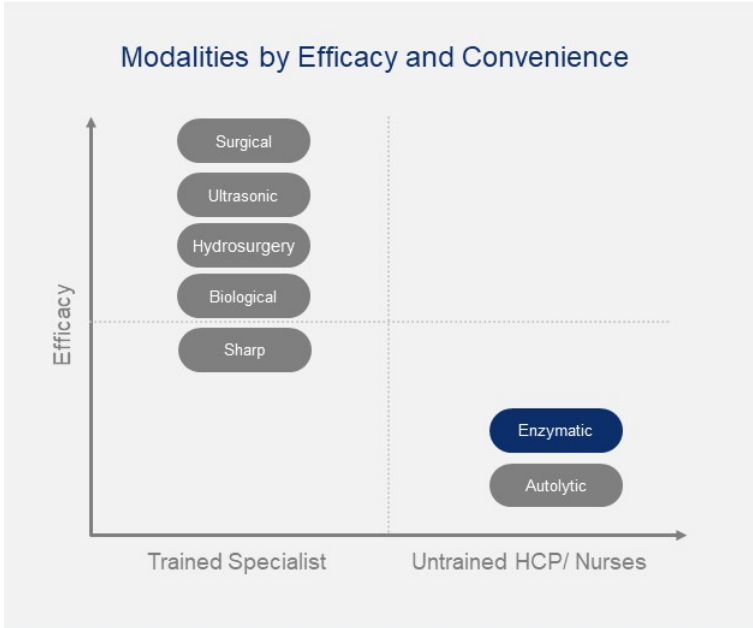 Modalities by Efficacy and Convenience
Surgical
Ultrasonic
Hydrosurgery
Biological
Sharp
Enzymatic
Autolytic
Efficacy
Trained Specialist
Untrained HCP/ Nurses